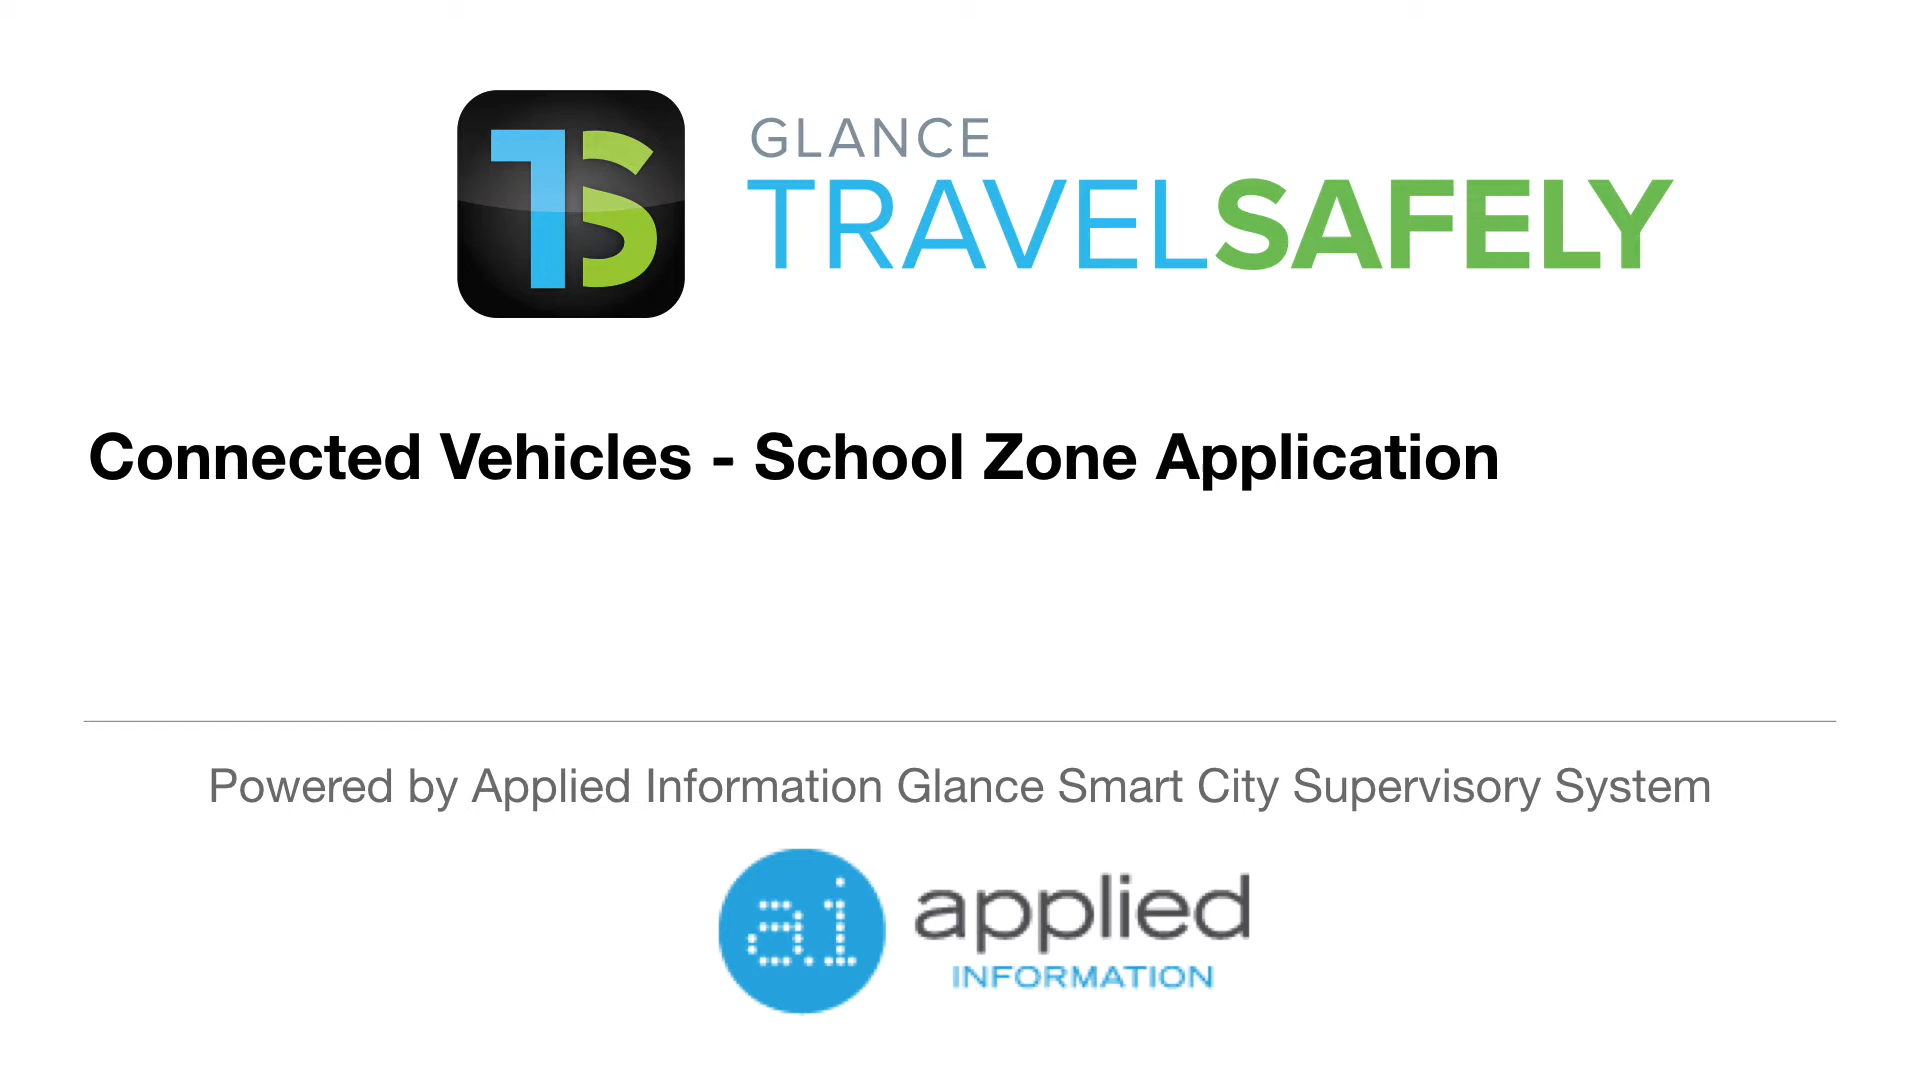 TS
GLANCE
TRAVELSAFELY
Connected Vehicles - School Zone Application
Powered by Applied Information Glance Smart City Supervisory System
ai
applied
INFORMATION